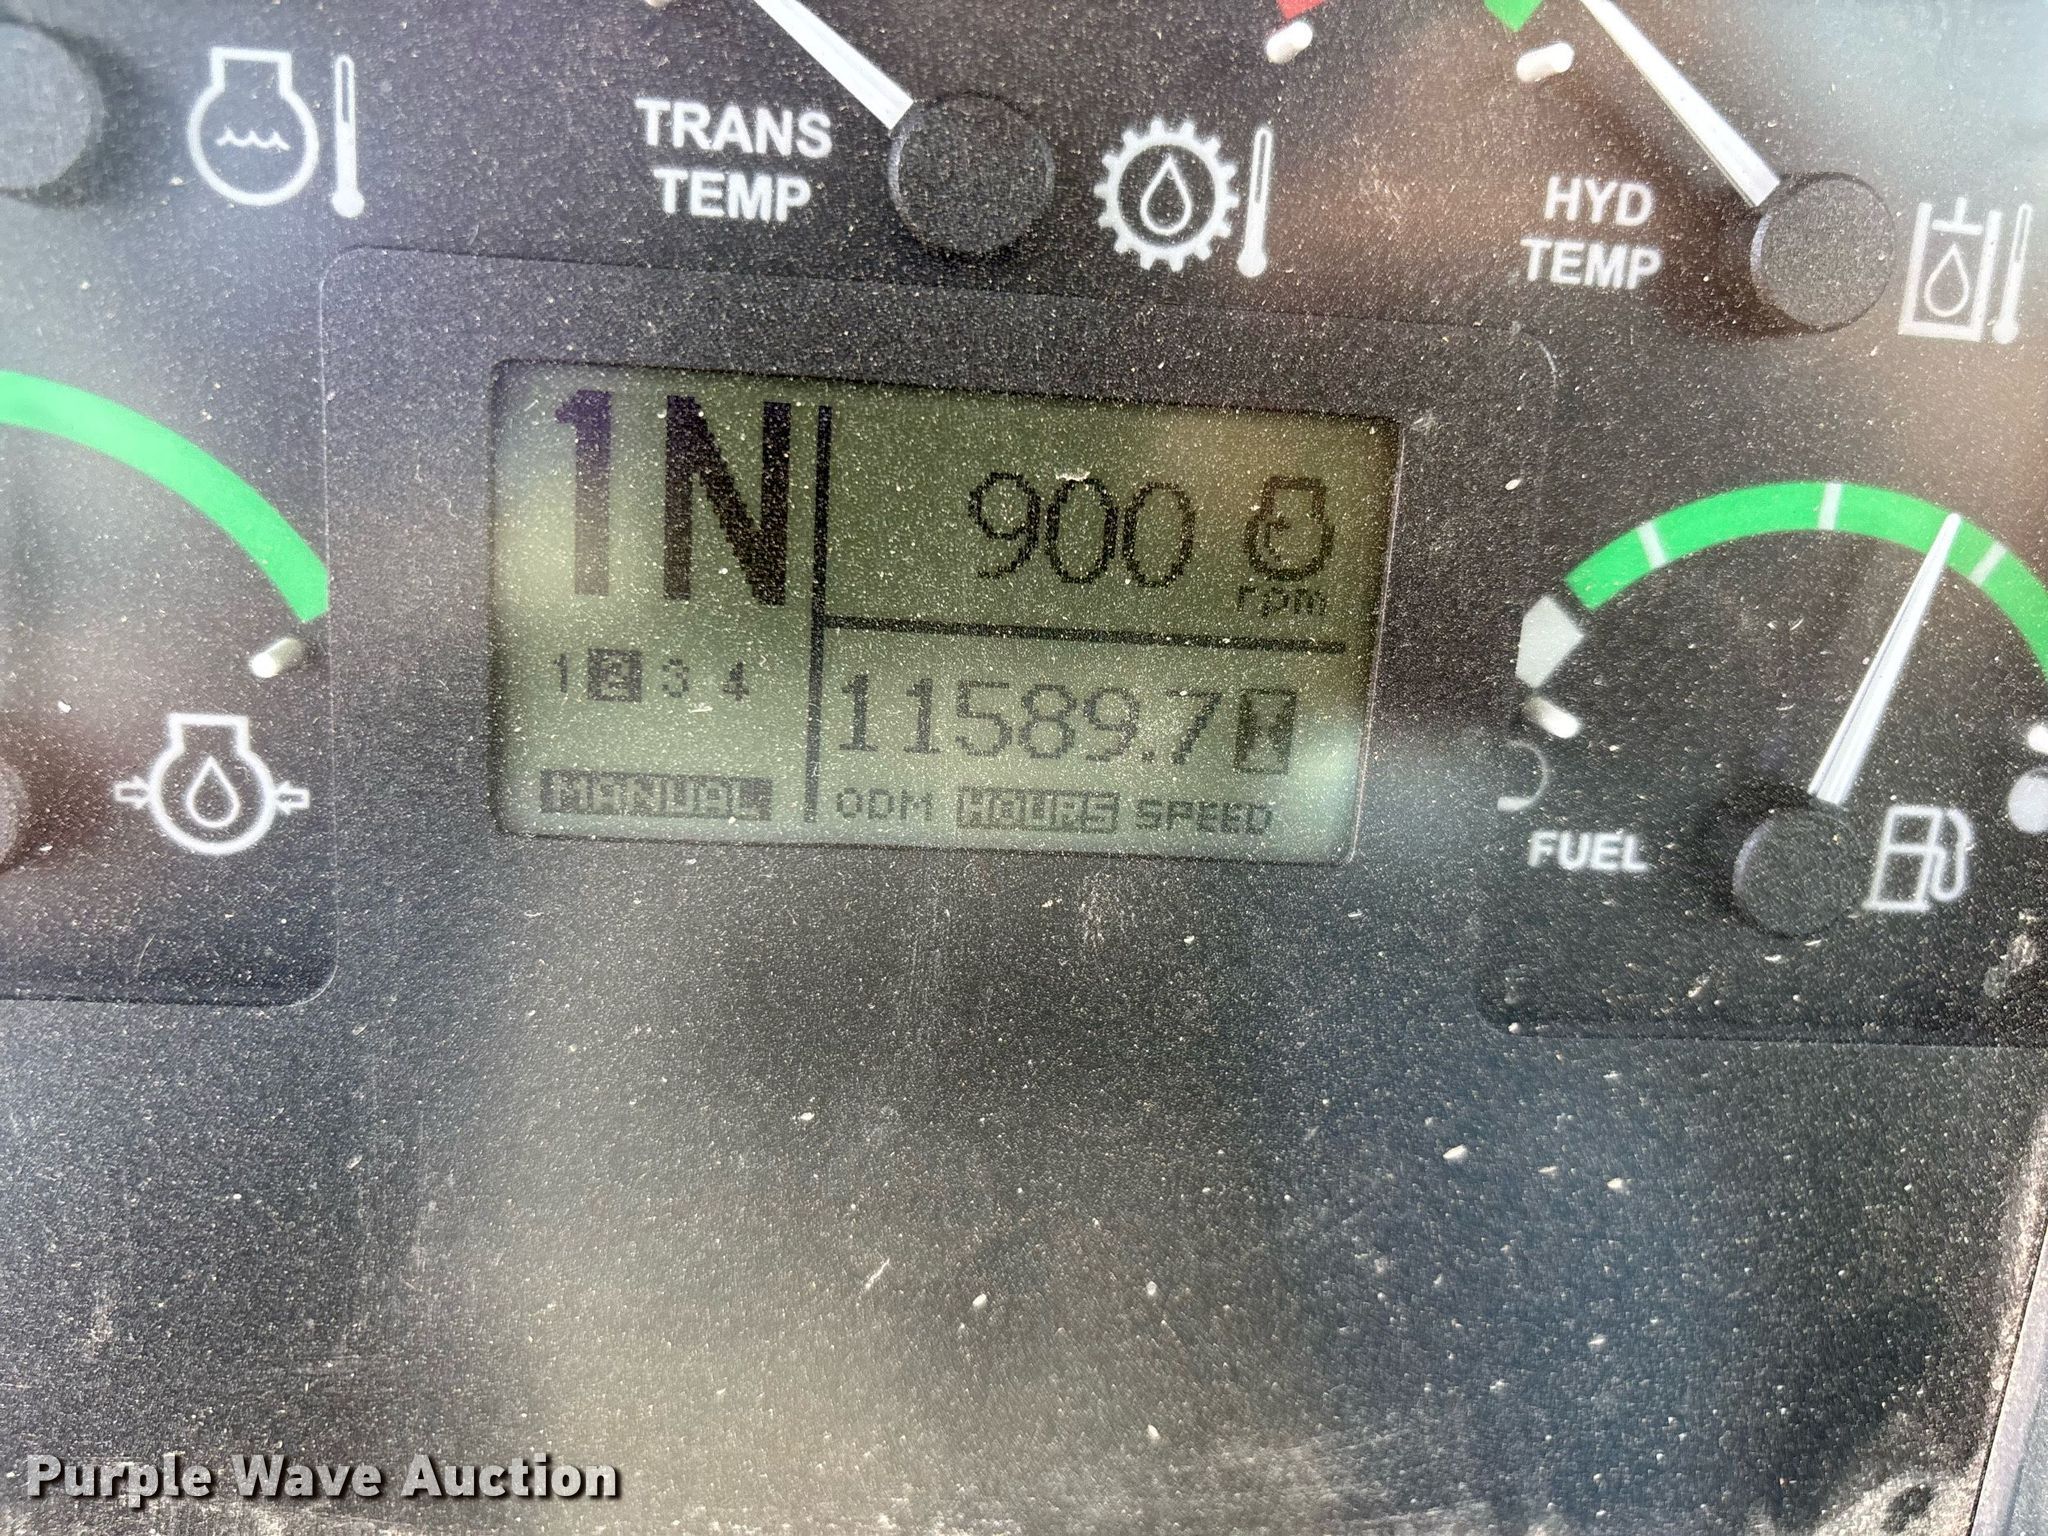 TRANS
TEMP
HYD
TEMP
1N
900
rpm
1 2 3 4
11589.7
MANUAL
ODM HOURS SPEED
FUEL
Purple Wave Auction